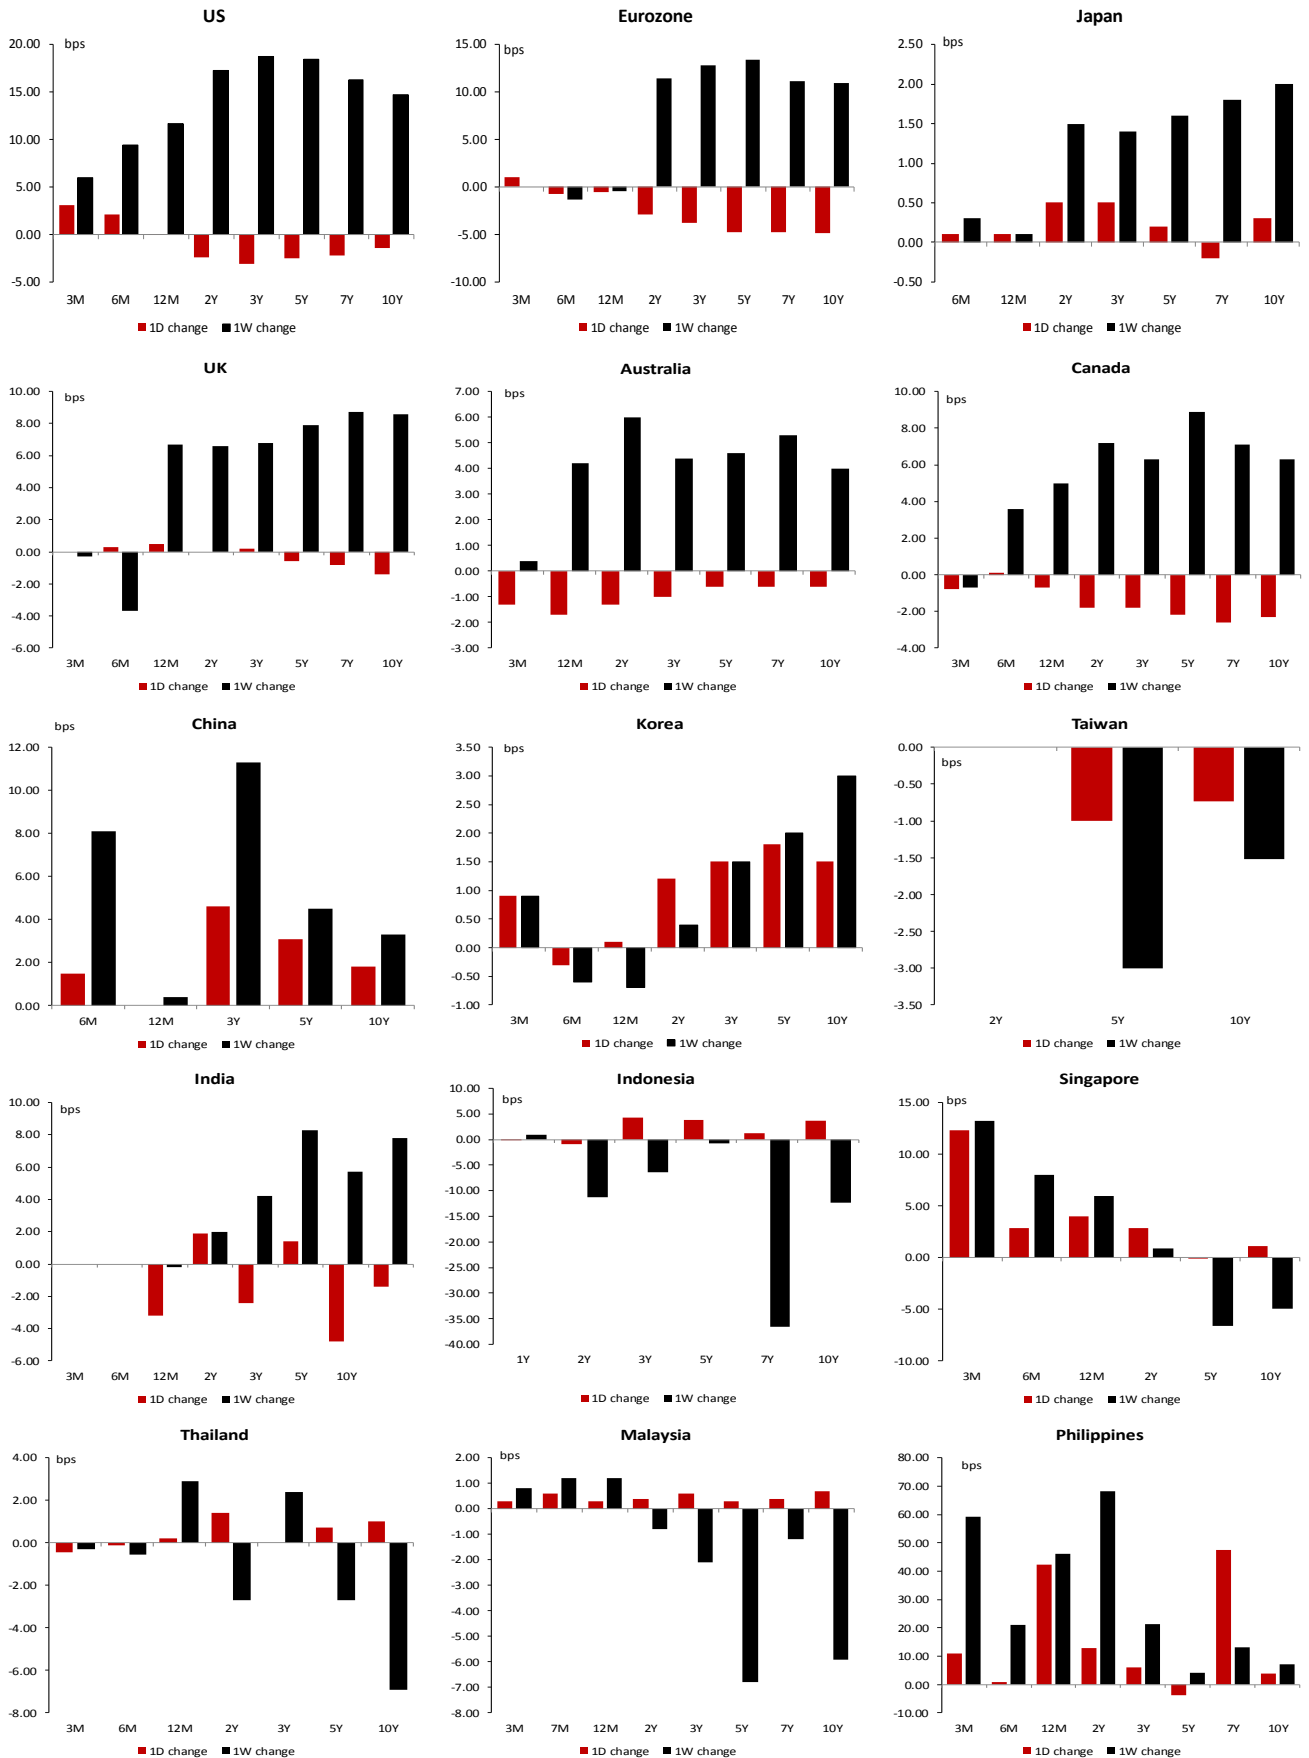 US
bps
20.00
15.00
10.00
5.00
0.00
-5.00
3M 6M 12M 2Y 3Y 5Y 7Y 10Y
1D change 1W change
Eurozone
bps
15.00
10.00
5.00
0.00
-5.00
-10.00
3M 6M 12M 2Y 3Y 5Y 7Y 10Y
1D change 1W change
Japan
bps
2.50
2.00
1.50
1.00
0.50
0.00
-0.50
6M 12M 2Y 3Y 5Y 7Y 10Y
1D change 1W change
UK
bps
10.00
8.00
6.00
4.00
2.00
0.00
-2.00
-4.00
-6.00
3M 6M 12M 2Y 3Y 5Y 7Y 10Y
1D change 1W change
Australia
bps
7.00
6.00
5.00
4.00
3.00
2.00
1.00
0.00
-1.00
-2.00
-3.00
3M 12M 2Y 3Y 5Y 7Y 10Y
1D change 1W change
Canada
bps
10.00
8.00
6.00
4.00
2.00
0.00
-2.00
-4.00
3M 6M 12M 2Y 3Y 5Y 7Y 10Y
1D change 1W change
China
bps
12.00
10.00
8.00
6.00
4.00
2.00
0.00
6M 12M 3Y 5Y 10Y
1D change 1W change
Korea
bps
3.50
3.00
2.50
2.00
1.50
1.00
0.50
0.00
-0.50
-1.00
3M 6M 12M 2Y 3Y 5Y 10Y
1D change 1W change
Taiwan
bps
0.00
-0.50
-1.00
-1.50
-2.00
-2.50
-3.00
-3.50
2Y 5Y 10Y
1D change 1W change
India
bps
10.00
8.00
6.00
4.00
2.00
0.00
-2.00
-4.00
-6.00
3M 6M 12M 2Y 3Y 5Y 10Y
1D change 1W change
Indonesia
bps
10.00
5.00
0.00
-5.00
-10.00
-15.00
-20.00
-25.00
-30.00
-35.00
-40.00
1Y 2Y 3Y 5Y 7Y 10Y
1D change 1W change
Singapore
bps
15.00
10.00
5.00
0.00
-5.00
-10.00
3M 6M 12M 2Y 5Y 10Y
1D change 1W change
Thailand
bps
4.00
2.00
0.00
-2.00
-4.00
-6.00
-8.00
3M 6M 12M 2Y 3Y 5Y 10Y
1D change 1W change
Malaysia
bps
2.00
1.00
0.00
-1.00
-2.00
-3.00
-4.00
-5.00
-6.00
-7.00
-8.00
3M 7M 12M 2Y 3Y 5Y 7Y 10Y
1D change 1W change
Philippines
bps
80.00
70.00
60.00
50.00
40.00
30.00
20.00
10.00
0.00
-10.00
3M 6M 12M 2Y 3Y 5Y 7Y 10Y
1D change 1W change